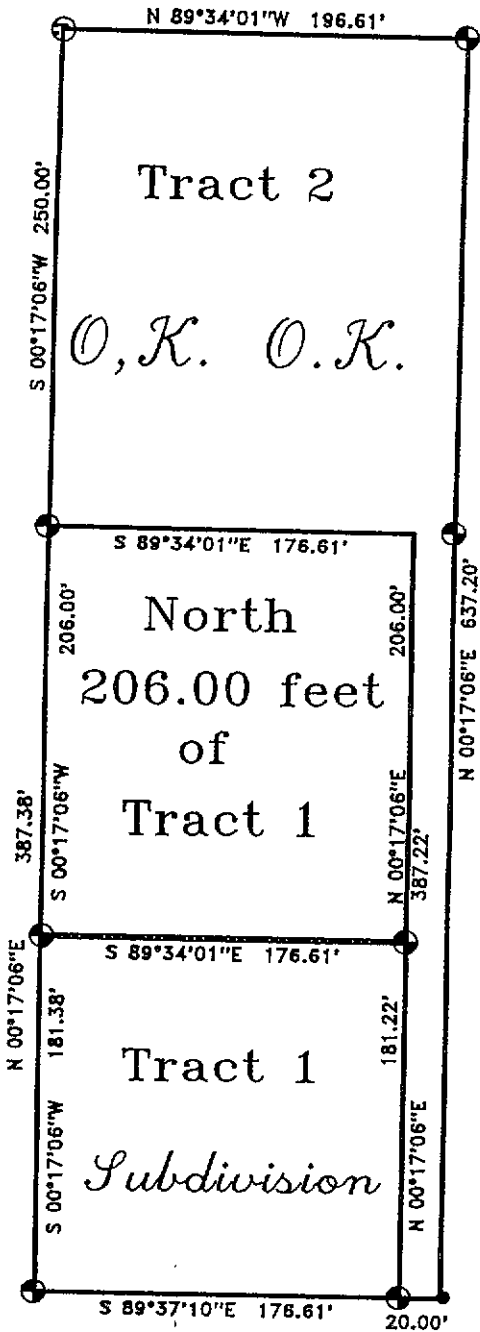 N 89°34'01"W 196.61'
Tract 2
S 00°17'06"W 250.00'
O,K. O.K.
S 89°34'01"E 176.61'
206.00'
206.00'
North
206.00 feet
of
Tract 1
N 00°17'06"E 637.20'
387.38'
S 00°17'06"W
N 00°17'06"E
387.22'
S 89°34'01"E 176.61'
N 00°17'06"E
181.38'
181.22'
Tract 1
S 00°17'06"W
N 00°17'06"E
Subdivision
S 89°37'10"E 176.61'
20.00'